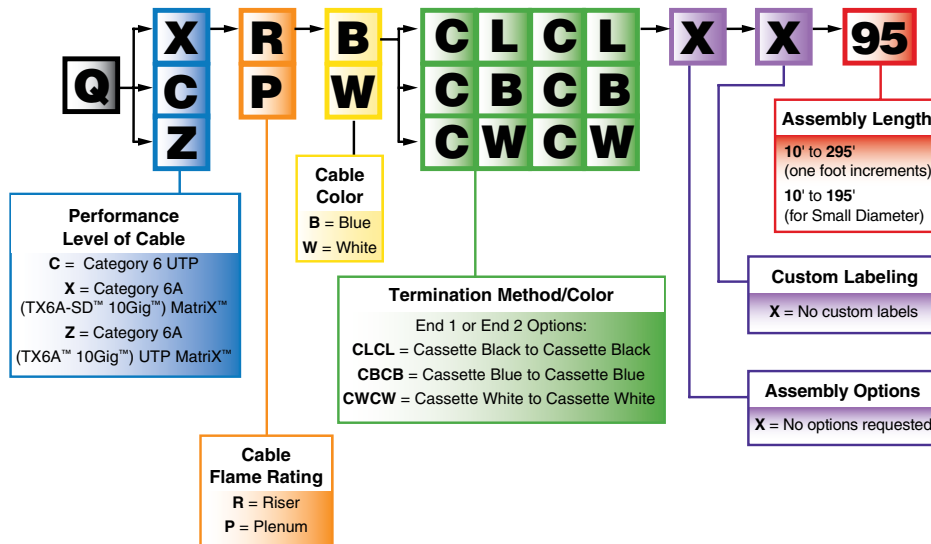 Q
X R B C L C L X X 95
C P W C B C B
Z C W C W
Assembly Length
10' to 295'
(one foot increments)
10' to 195'
(for Small Diameter)
Cable
Color
B = Blue
W = White
Performance
Level of Cable
C = Category 6 UTP
X = Category 6A
(TX6A-SD™ 10Gig™) MatriX™
Z = Category 6A
(TX6A™ 10Gig™) UTP MatriX™
Termination Method/Color
End 1 or End 2 Options:
CLCL = Cassette Black to Cassette Black
CBCB = Cassette Blue to Cassette Blue
CWCW = Cassette White to Cassette White
Custom Labeling
X = No custom labels
Assembly Options
X = No options requested
Cable
Flame Rating
R = Riser
P = Plenum